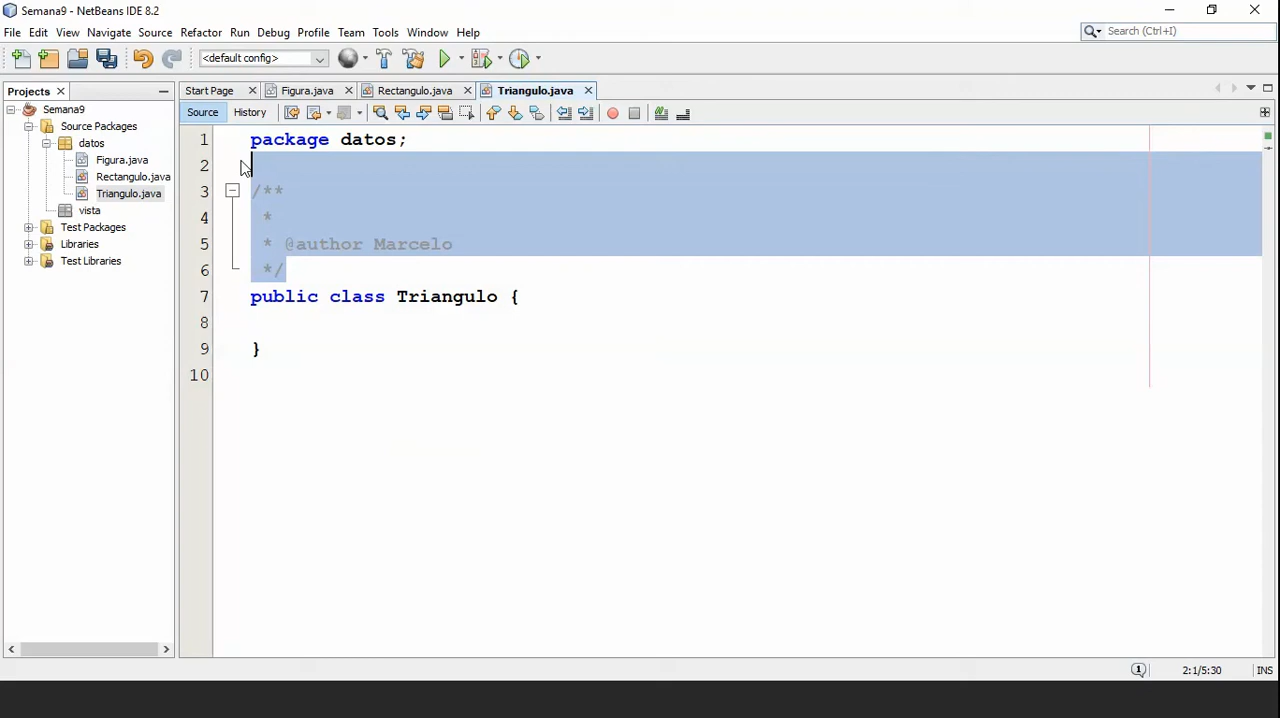 Semana9 - NetBeans IDE 8.2
File Edit View Navigate Source Refactor Run Debug Profile Team Tools Window Help
Search (Ctrl+I)
<default config>
Projects
Start Page Figura.java Rectangulo.java Triangulo.java
Semana9
Source Packages
datos
Figura.java
Rectangulo.java
Triangulo.java
vista
Test Packages
Libraries
Test Libraries
Source History
1 package datos;
2
3 /**
4 *
5 * @author Marcelo
6 */
7 public class Triangulo {
8
9 }
10
1 2:1/5:30 INS